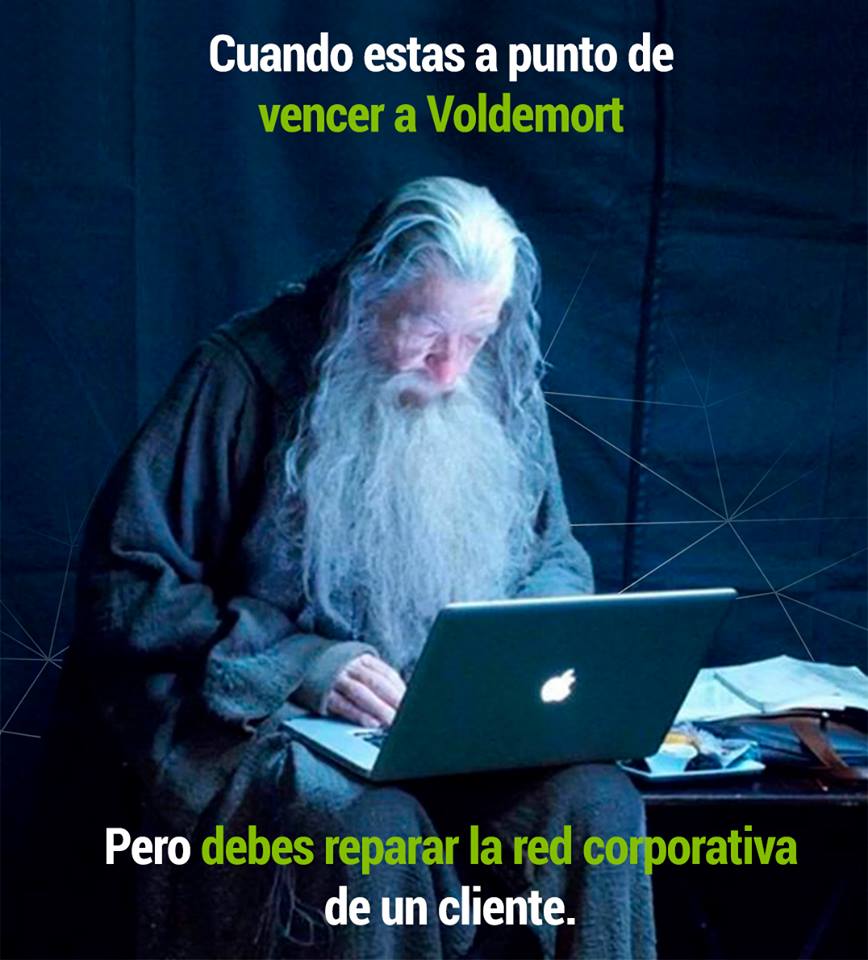 Cuando estas a punto de
vencer a Voldemort
Pero debes reparar la red corporativa
de un cliente.